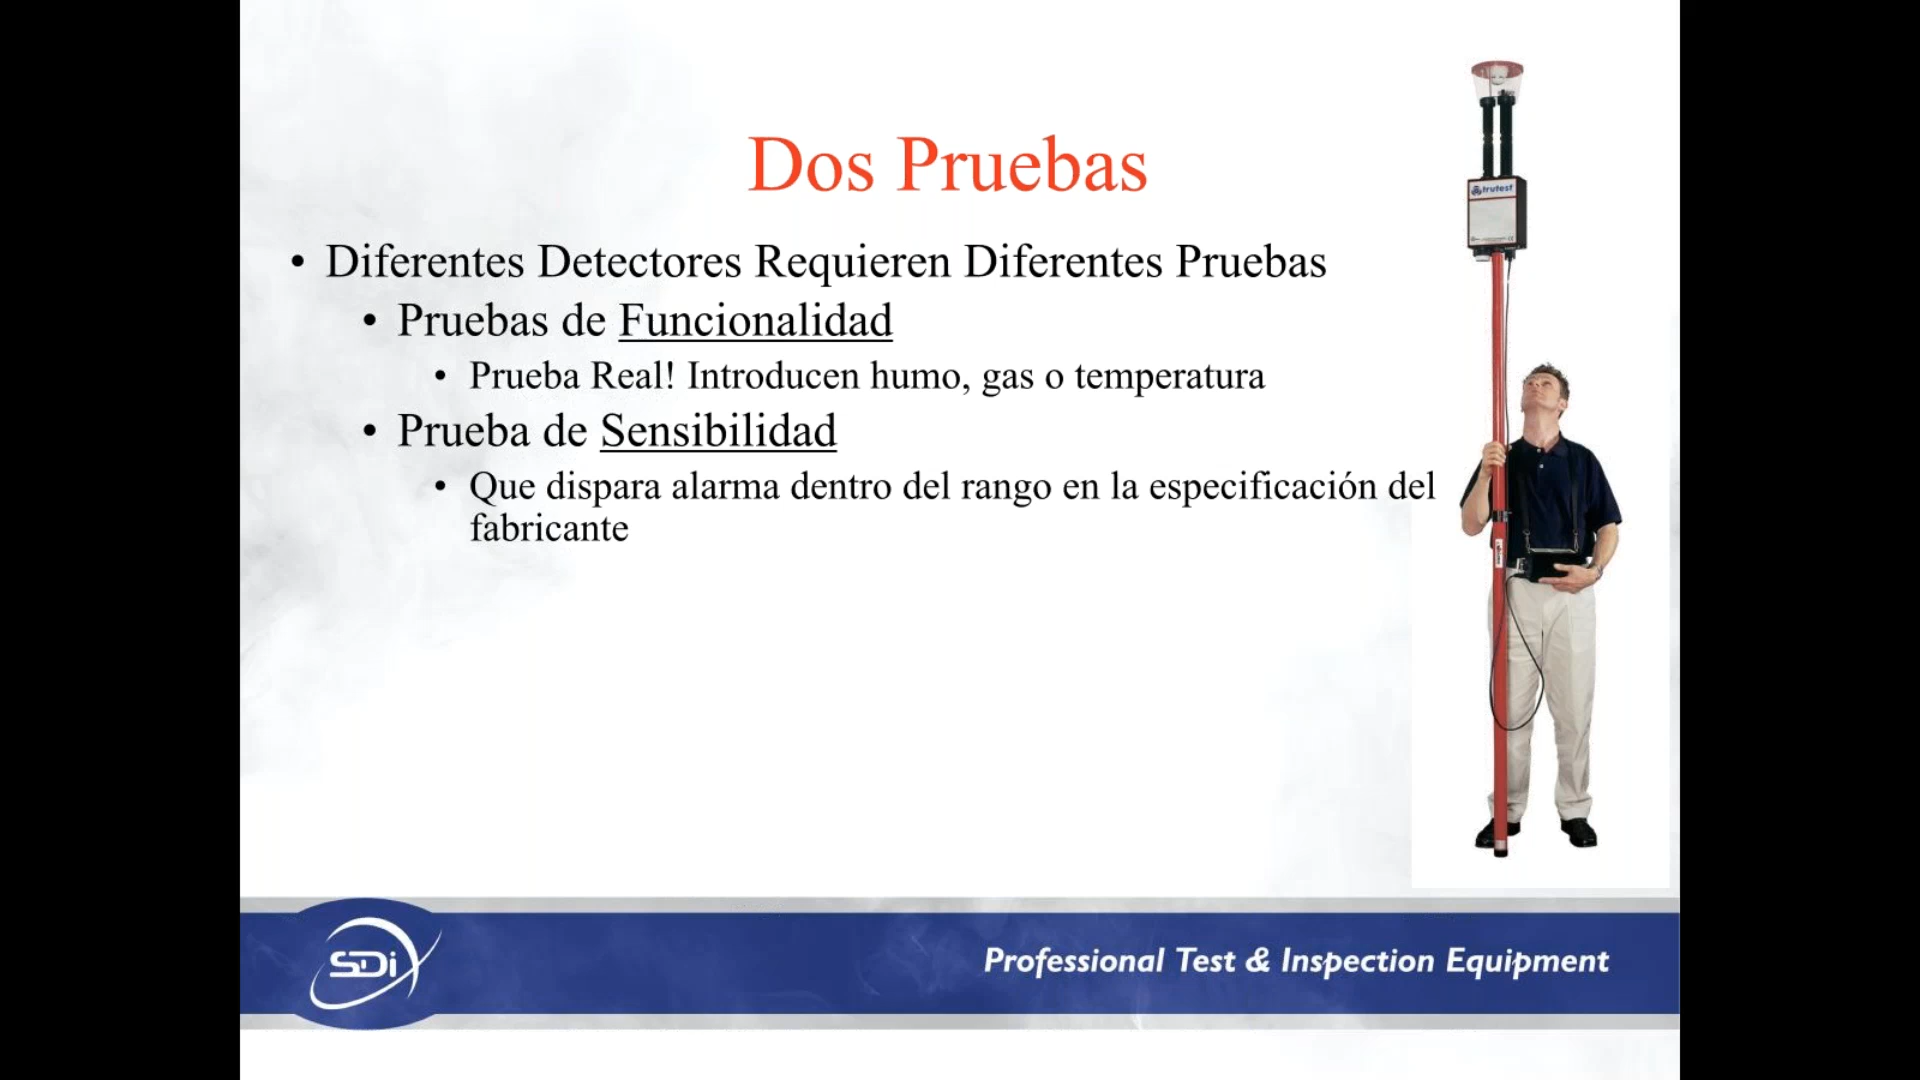 Dos Pruebas
• Diferentes Detectores Requieren Diferentes Pruebas
• Pruebas de Funcionalidad
• Prueba Real! Introducen humo, gas o temperatura
• Prueba de Sensibilidad
• Que dispara alarma dentro del rango en la especificación del
fabricante
trutest
SDi
Professional Test & Inspection Equipment